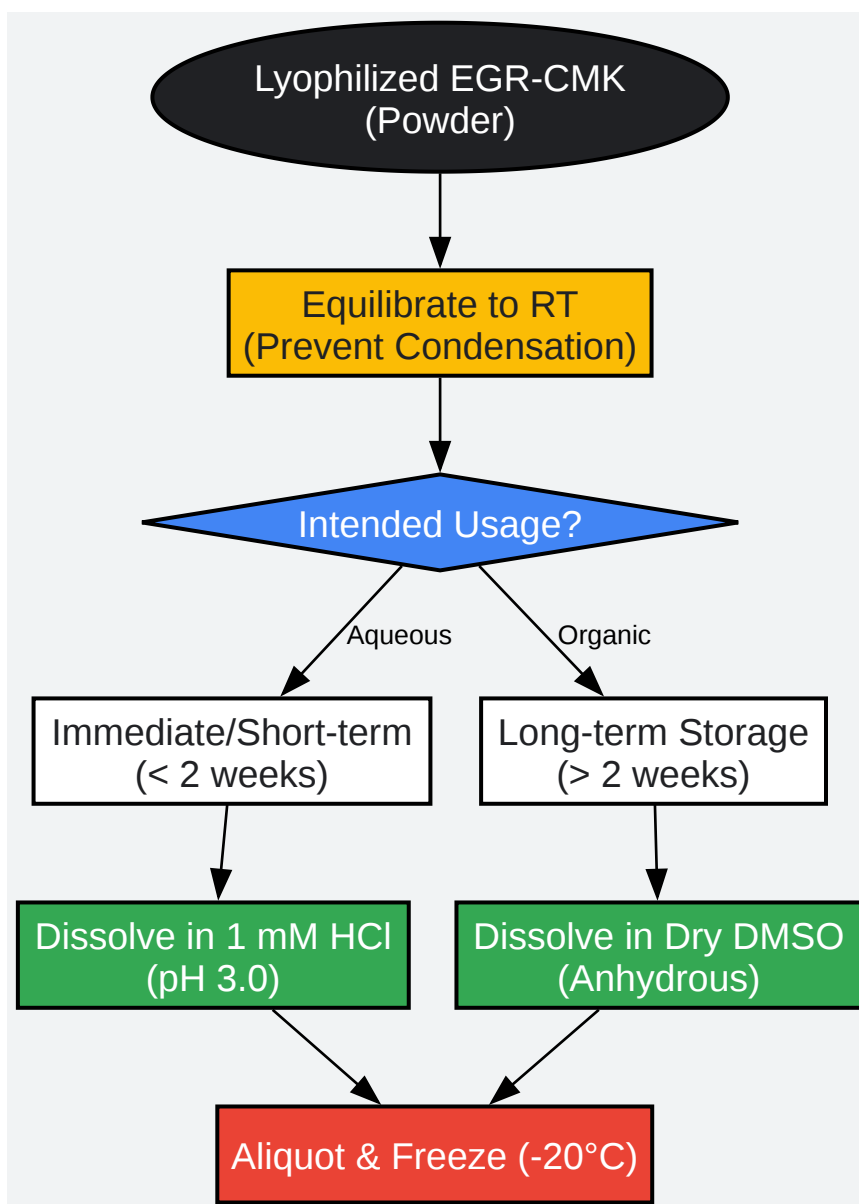 Lyophilized EGR-CMK
(Powder)
Equilibrate to RT
(Prevent Condensation)
Intended Usage?
Aqueous
Organic
Immediate/Short-term
(< 2 weeks)
Long-term Storage
(> 2 weeks)
Dissolve in 1 mM HCl
(pH 3.0)
Dissolve in Dry DMSO
(Anhydrous)
Aliquot & Freeze (-20°C)